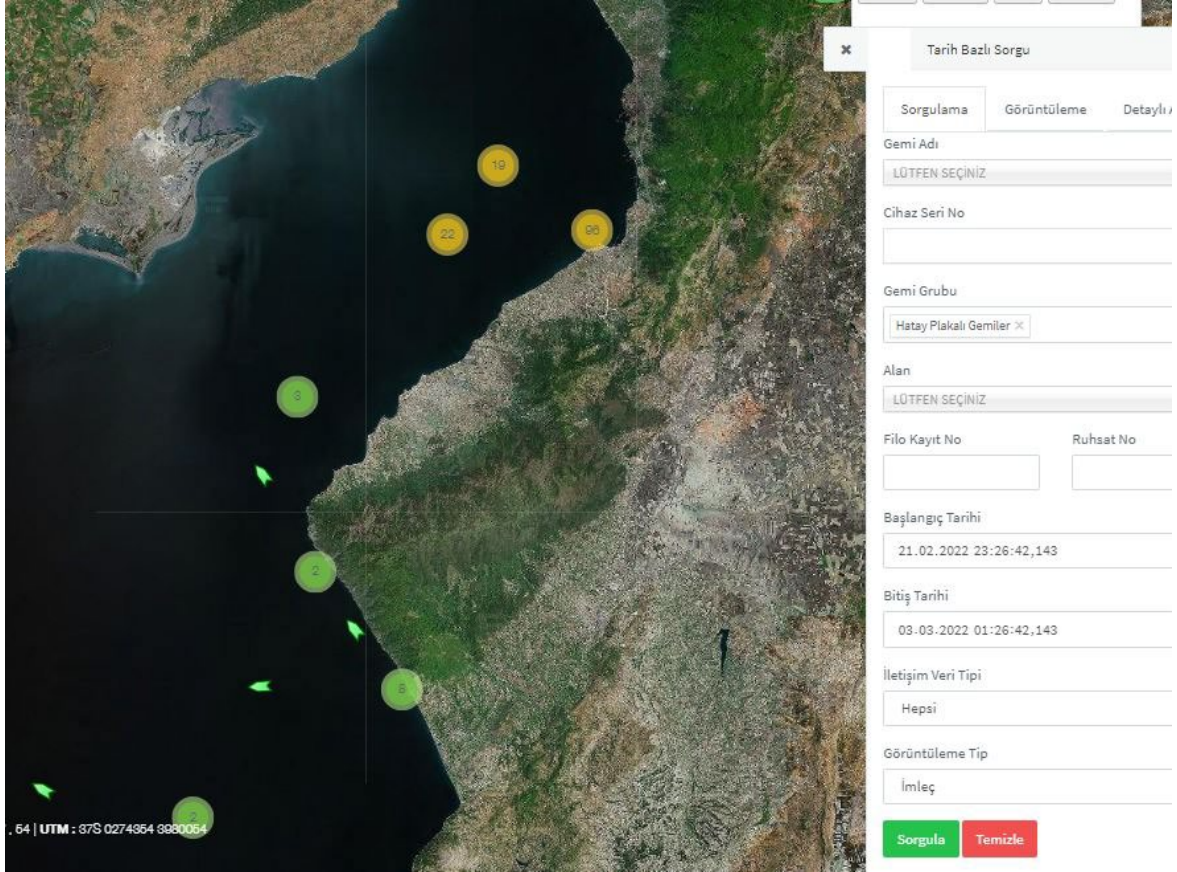 19
22
96
3
2
8
2
, 54 | UTM : 37S 0274354 3980054
✖ Tarih Bazlı Sorgu
Sorgulama Görüntüleme Detaylı
Gemi Adı
LÜTFEN SEÇİNİZ
Cihaz Seri No
Gemi Grubu
Hatay Plakalı Gemiler ×
Alan
LÜTFEN SEÇİNİZ
Filo Kayıt No Ruhsat No
Başlangıç Tarihi
21.02.2022 23:26:42,143
Bitiş Tarihi
03.03.2022 01:26:42,143
İletişim Veri Tipi
Hepsi
Görüntüleme Tip
İmleç
Sorgula Temizle